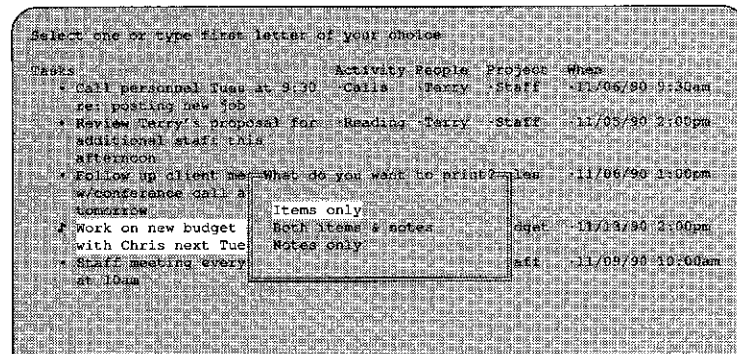 Select one or type first letter of your choice
Tasks Activity People Project When
• Call personnel Tues at 9:30 ·Calls ·Terry ·Staff ·11/06/90 9:30am
re: posting new job
• Review Terry's proposal for ·Reading ·Terry ·Staff ·11/05/90 2:00pm
additional staff this
afternoon
• Follow up client me What do you want to print? les ·11/06/90 1:00pm
w/conference call a
tomorrow Items only
♪ Work on new budget Both items & notes dget ·11/13/90 2:00pm
with Chris next Tue Notes only
• Staff meeting every aff ·11/09/90 10:00am
at 10am